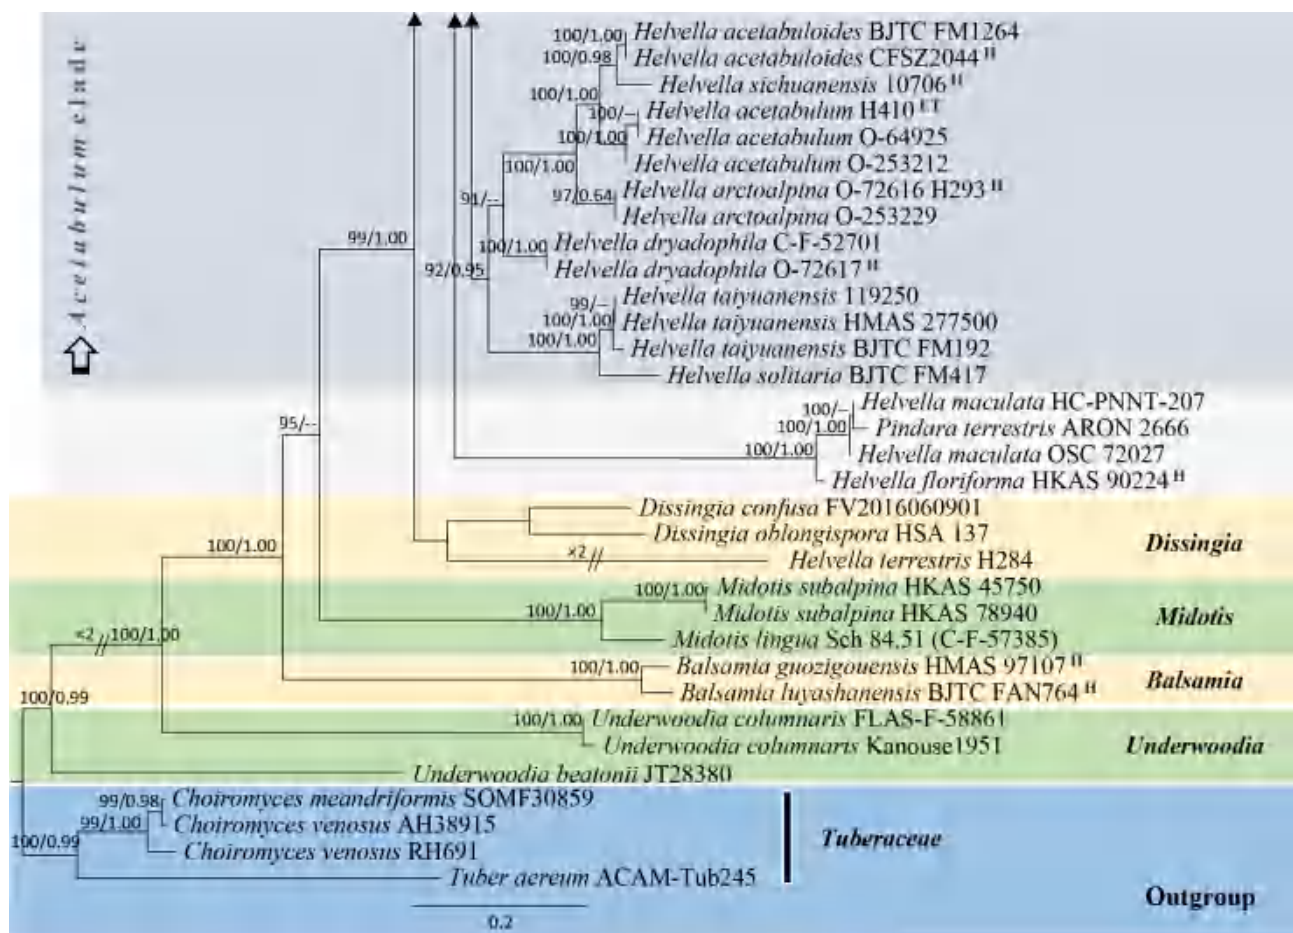 100/1.00 Helvella acetabuloides BJTC FM1264
100/0.98 Helvella acetabuloides CFSZ2044 H
Helvella sichuanensis 10706 H
100/1.00
100/-- Helvella acetabulum H410 ET
100/1.00 Helvella acetabulum O-64925
100/1.00 Helvella acetabulum O-253212
91/-- 97/0.54 Helvella arctoalpina O-72616 H293 H
Helvella arctoalpina O-253229
99/1.00 100/1.00 Helvella dryadophila C-F-52701
92/0.95 Helvella dryadophila O-72617 H
99/-- Helvella taiyuanensis 119250
100/1.00 Helvella taiyuanensis HMAS 277500
100/1.00 Helvella taiyuanensis BJTC FM192
Helvella solitaria BJTC FM417
Acetabulum clade
100/-- Helvella maculata HC-PNNT-207
95/-- 100/1.00 Pindara terrestris ARON 2666
100/1.00 Helvella maculata OSC 72027
Helvella floriforma HKAS 90224 H
Dissingia confusa FV2016060901
Dissingia oblongispora HSA 137
Dissingia
100/1.00 ×2 Helvella terrestris H284
100/1.00 Midotis subalpina HKAS 45750
100/1.00 Midotis subalpina HKAS 78940
Midotis
×2 100/1.00 Midotis lingua Sch 84.51 (C-F-57385)
100/1.00 Balsamia guozigouensis HMAS 97107 H
Balsamia
100/0.99 Balsamia luyashanensis BJTC FAN764 H
100/1.00 Underwoodia columnaris FLAS-F-58861
Underwoodia columnaris Kanouse1951
Underwoodia
Underwoodia beatonii JT28380
99/0.98 Choiromyces meandriformis SOMF30859
99/1.00 Choiromyces venosus AH38915
100/0.99 Choiromyces venosus RH691
Tuberaceae
Tuber aereum ACAM-Tub245
Outgroup
0.2